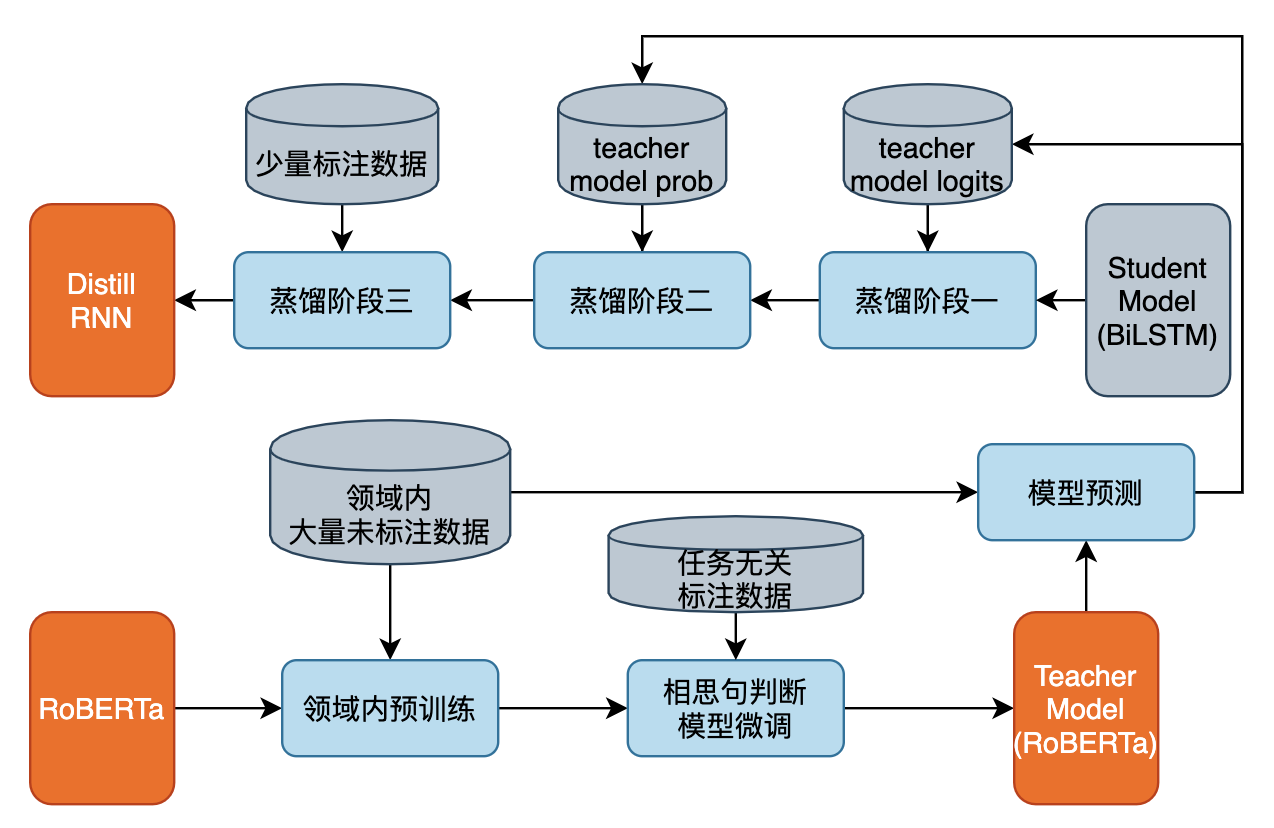 少量标注数据
teacher
model prob
teacher
model logits
Distill
RNN
蒸馏阶段三
蒸馏阶段二
蒸馏阶段一
Student
Model
(BiLSTM)
领域内
大量未标注数据
模型预测
任务无关
标注数据
RoBERTa
领域内预训练
相思句判断
模型微调
Teacher
Model
(RoBERTa)